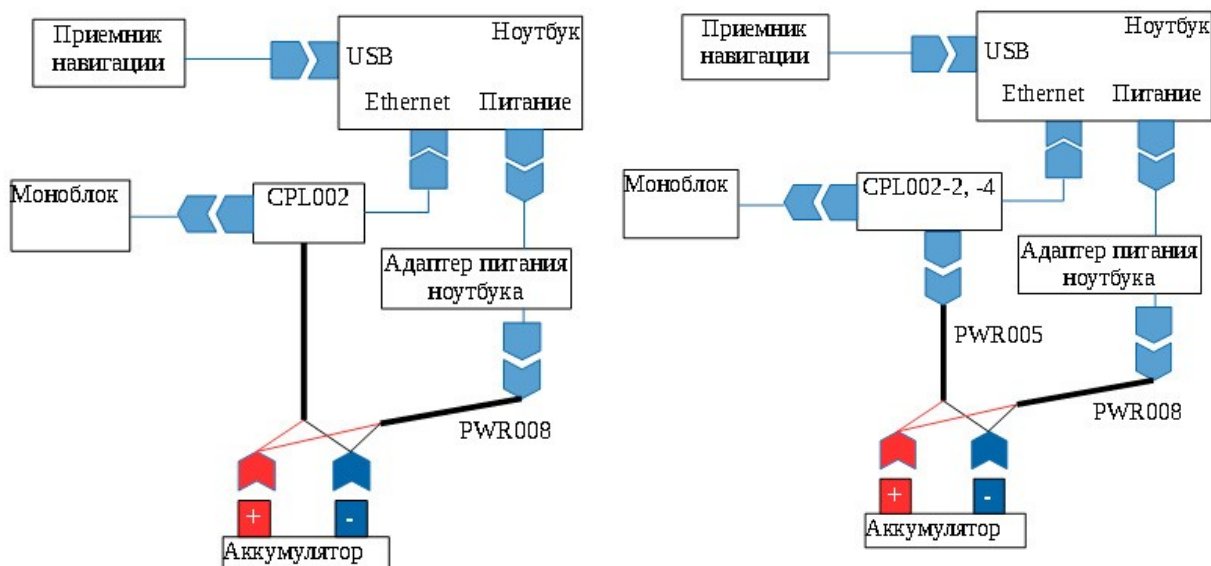 Приемник
навигации
Ноутбук
USB
Ethernet
Питание
Моноблок
CPL002
Адаптер питания
ноутбука
PWR008
+
-
Аккумулятор
Приемник
навигации
Ноутбук
USB
Ethernet
Питание
Моноблок
CPL002-2, -4
Адаптер питания
ноутбука
PWR005
PWR008
+
-
Аккумулятор